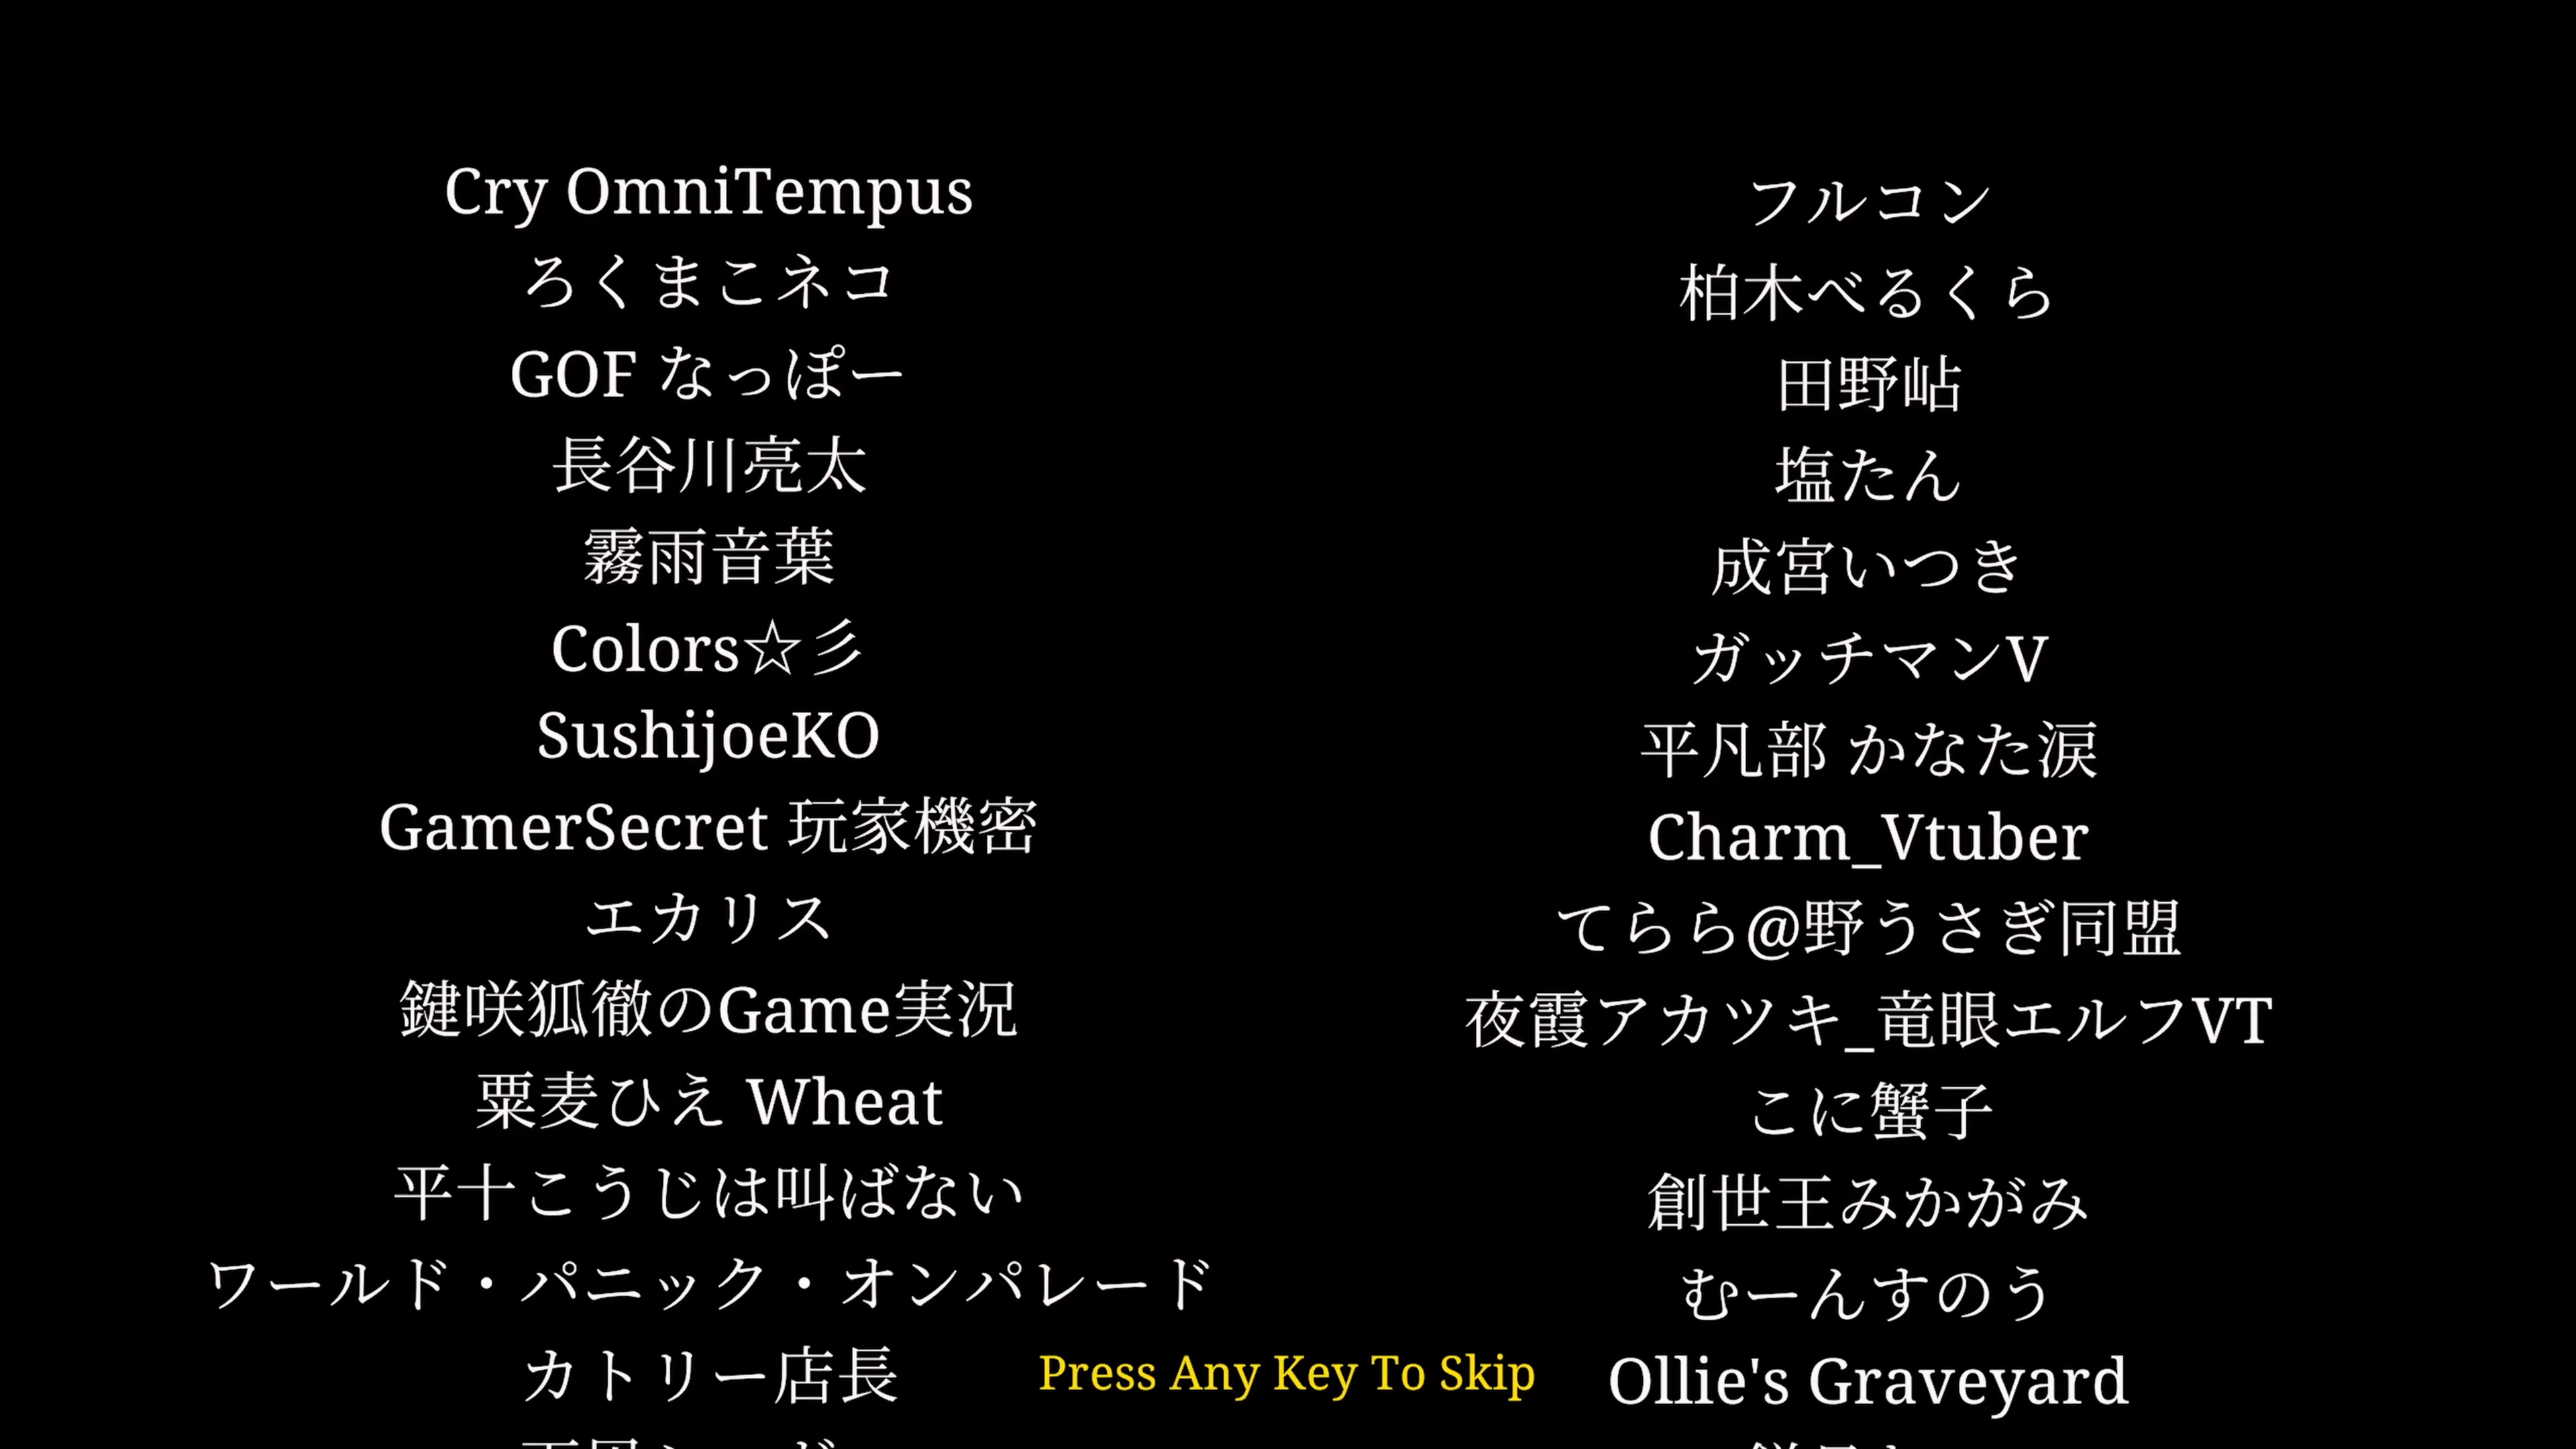 Cry OmniTempus
ろくまこネコ
GOF なっぽー
長谷川亮太
霧雨音葉
Colors☆彡
SushijoeKO
GamerSecret 玩家機密
エカリス
鍵咲狐徹のGame実況
粟麦ひえ Wheat
平十こうじは叫ばない
ワールド・パニック・オンパレード
カトリー店長
フルコン
柏木べるくら
田野岾
塩たん
成宮いつき
ガッチマンV
平凡部 かなた涙
Charm_Vtuber
てらら@野うさぎ同盟
夜霞アカツキ_竜眼エルフVT
こに蟹子
創世王みかがみ
むーんすのう
Ollie's Graveyard
Press Any Key To Skip